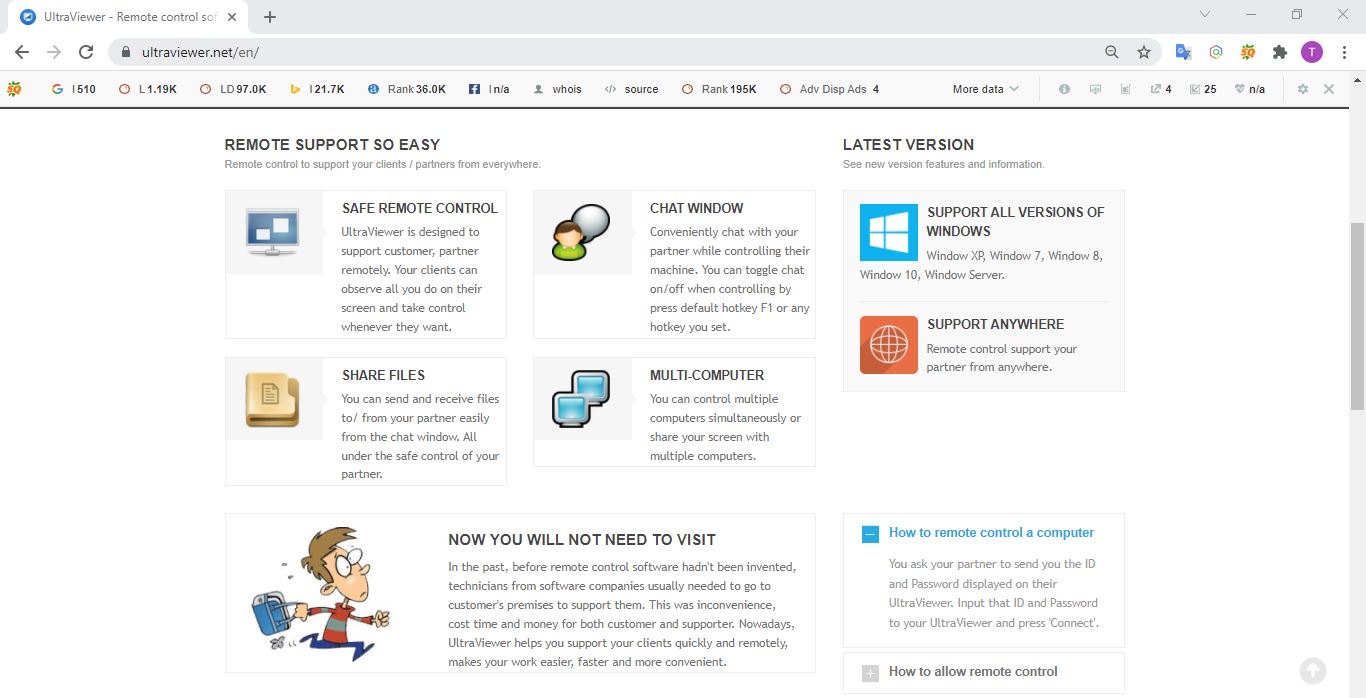 UltraViewer - Remote control sof
ultraviewer.net/en/
T
SQ
I 510
L 1.19K
LD 97.0K
I 21.7K
Rank 36.0K
I n/a
whois
source
Rank 195K
Adv Disp Ads 4
More data
4
25
n/a
REMOTE SUPPORT SO EASY
Remote control to support your clients / partners from everywhere.
SAFE REMOTE CONTROL
UltraViewer is designed to
support customer, partner
remotely. Your clients can
observe all you do on their
screen and take control
whenever they want.
CHAT WINDOW
Conveniently chat with your
partner while controlling their
machine. You can toggle chat
on/off when controlling by
press default hotkey F1 or any
hotkey you set.
SHARE FILES
You can send and receive files
to/ from your partner easily
from the chat window. All
under the safe control of your
partner.
MULTI-COMPUTER
You can control multiple
computers simultaneously or
share your screen with
multiple computers.
LATEST VERSION
See new version features and information.
SUPPORT ALL VERSIONS OF
WINDOWS
Window XP, Window 7, Window 8,
Window 10, Window Server.
SUPPORT ANYWHERE
Remote control support your
partner from anywhere.
NOW YOU WILL NOT NEED TO VISIT
In the past, before remote control software hadn't been invented,
technicians from software companies usually needed to go to
customer's premises to support them. This was inconvenience,
cost time and money for both customer and supporter. Nowadays,
UltraViewer helps you support your clients quickly and remotely,
makes your work easier, faster and more convenient.
How to remote control a computer
You ask your partner to send you the ID
and Password displayed on their
UltraViewer. Input that ID and Password
to your UltraViewer and press 'Connect'.
How to allow remote control